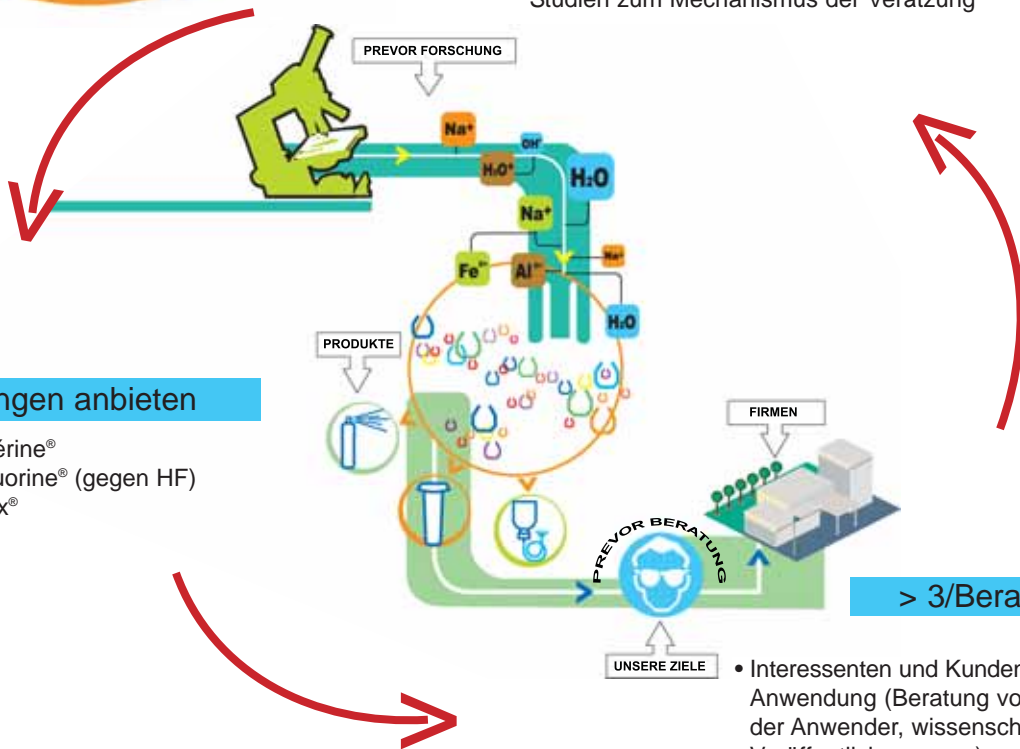 Studien zum Mechanismus der Verätzung
PREVOR FORSCHUNG
Na⁺
OH⁻
H₃O⁺
H₂O
Na⁺
Fe
Al
Na⁺
H₂O
PRODUKTE
ngen anbieten
érine®
uorine® (gegen HF)
x®
FIRMEN
PREVOR BERATUNG
> 3/Bera
UNSERE ZIELE
• Interessenten und Kunden
Anwendung (Beratung vo
der Anwender, wissensch